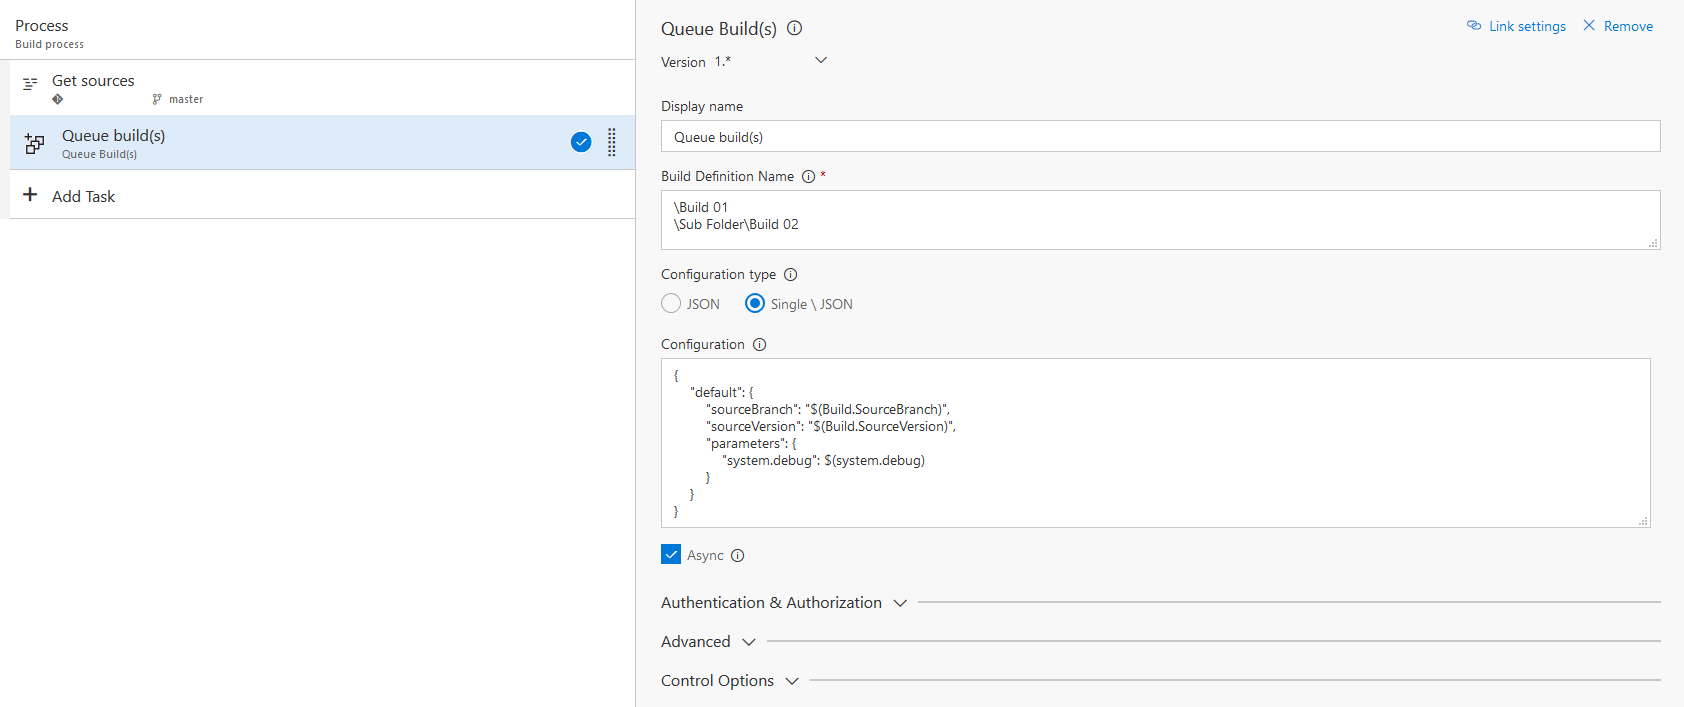 Process
Build process
Get sources
master
Queue build(s)
Queue Build(s)
Add Task
Queue Build(s)
Link settings
Remove
Version 1.*
Display name
Queue build(s)
Build Definition Name *
\Build 01
\Sub Folder\Build 02
Configuration type
JSON Single \ JSON
Configuration
{
"default": {
"sourceBranch": "$(Build.SourceBranch)",
"sourceVersion": "$(Build.SourceVersion)",
"parameters": {
"system.debug": $(system.debug)
}
}
}
Async
Authentication & Authorization
Advanced
Control Options